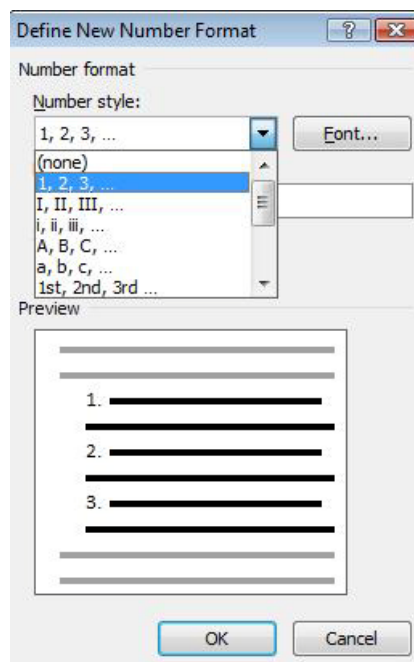 Define New Number Format
Number format
Number style:
1, 2, 3, ...
Font...
(none)
1, 2, 3, ...
I, II, III, ...
i, ii, iii, ...
A, B, C, ...
a, b, c, ...
1st, 2nd, 3rd ...
Preview
1.
2.
3.
OK Cancel